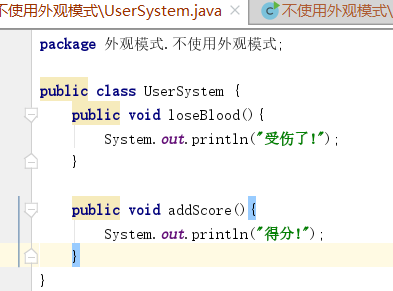 不使用外观模式\UserSystem.java × 不使用外观模式\
package 外观模式.不使用外观模式;
public class UserSystem {
public void loseBlood(){
System.out.println("受伤了!");
}
public void addScore(){
System.out.println("得分!");
}
}